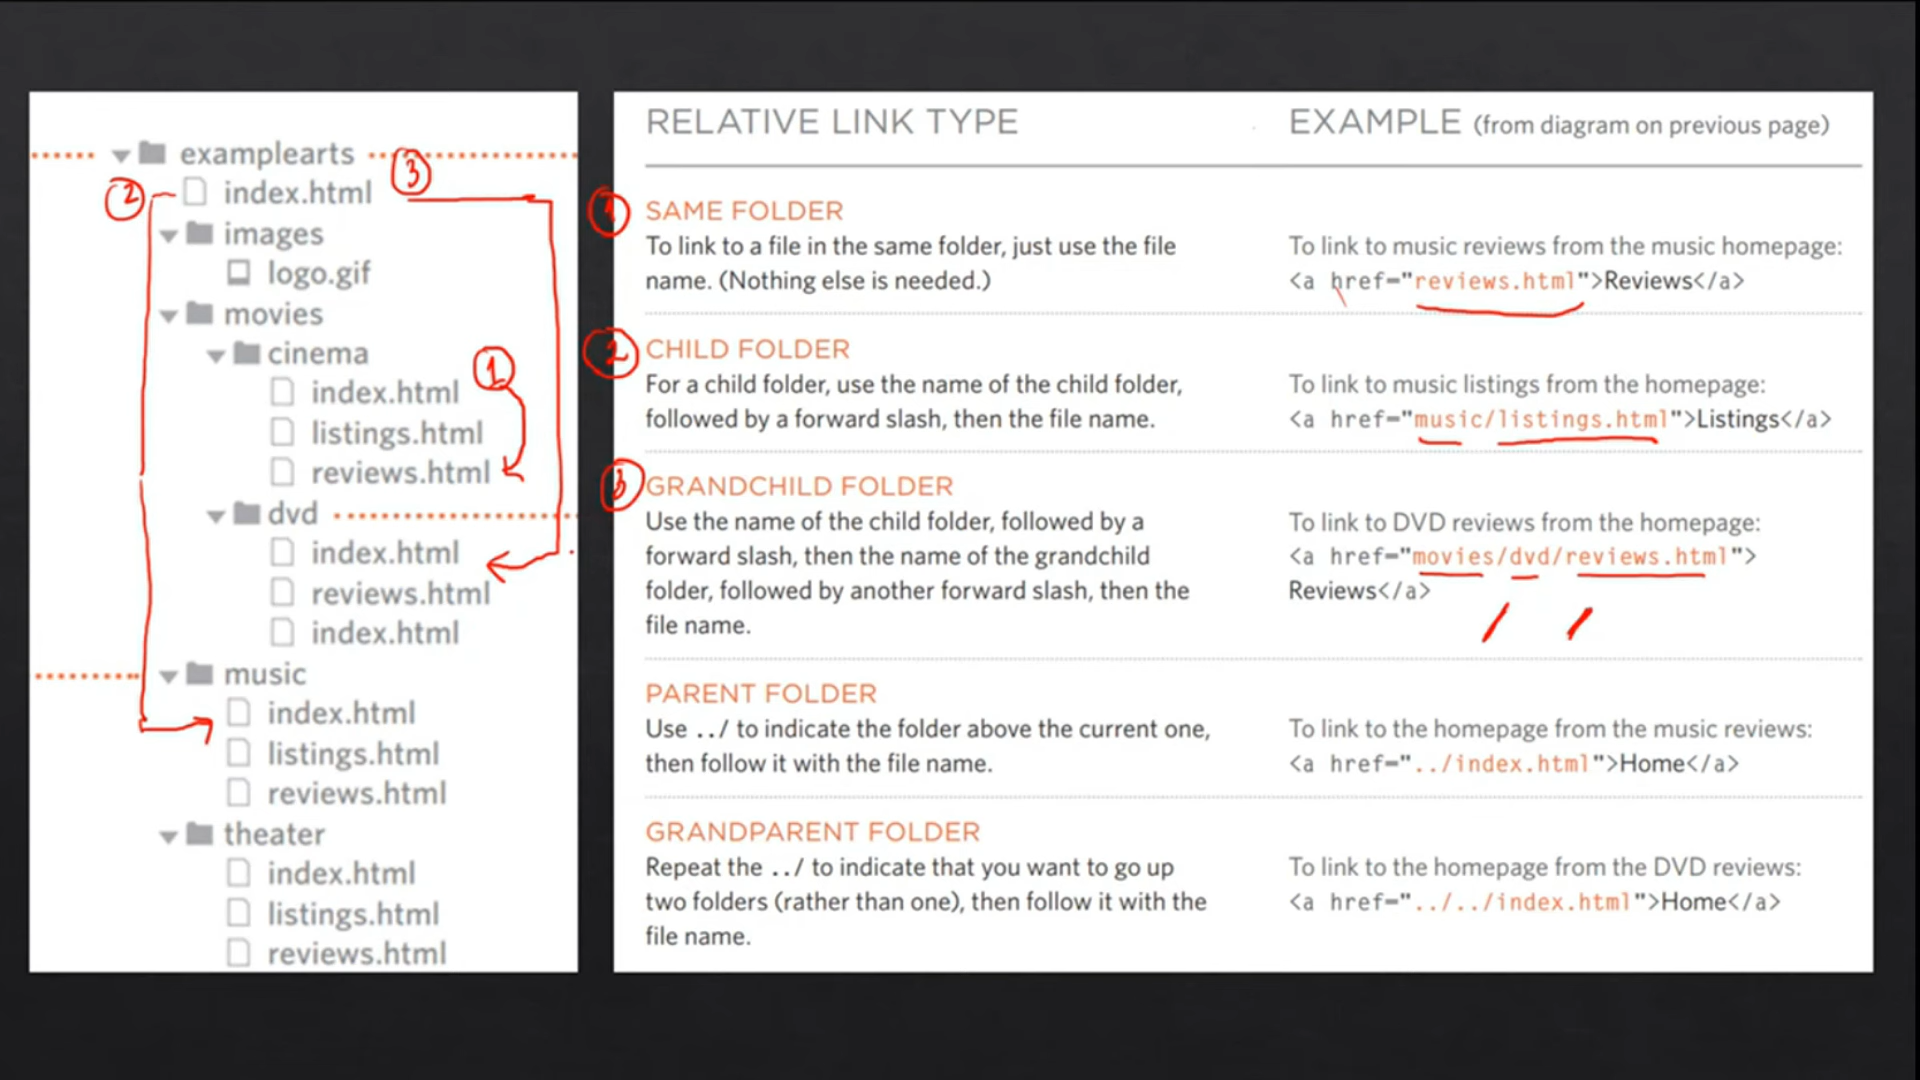 examplearts
index.html
images
logo.gif
movies
cinema
index.html
listings.html
reviews.html
dvd
index.html
reviews.html
index.html
music
index.html
listings.html
reviews.html
theater
index.html
listings.html
reviews.html
2
3
1
RELATIVE LINK TYPE
EXAMPLE (from diagram on previous page)
1
SAME FOLDER
To link to a file in the same folder, just use the file
name. (Nothing else is needed.)
To link to music reviews from the music homepage:
<a href="reviews.html">Reviews</a>
2
CHILD FOLDER
For a child folder, use the name of the child folder,
followed by a forward slash, then the file name.
To link to music listings from the homepage:
<a href="music/listings.html">Listings</a>
3
GRANDCHILD FOLDER
Use the name of the child folder, followed by a
forward slash, then the name of the grandchild
folder, followed by another forward slash, then the
file name.
To link to DVD reviews from the homepage:
<a href="movies/dvd/reviews.html">
Reviews</a>
/ /
PARENT FOLDER
Use ../ to indicate the folder above the current one,
then follow it with the file name.
To link to the homepage from the music reviews:
<a href="../index.html">Home</a>
GRANDPARENT FOLDER
Repeat the ../ to indicate that you want to go up
two folders (rather than one), then follow it with the
file name.
To link to the homepage from the DVD reviews:
<a href="../../index.html">Home</a>